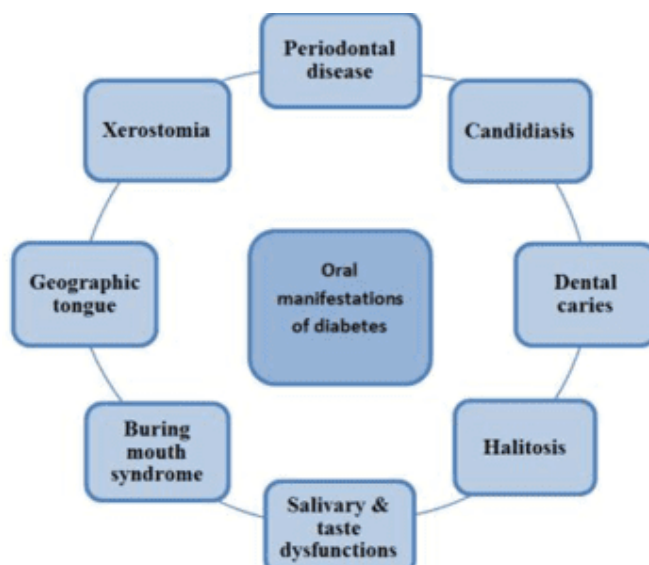 Periodontal
disease
Candidiasis
Dental
caries
Halitosis
Salivary &
taste
dysfunctions
Buring
mouth
syndrome
Geographic
tongue
Xerostomia
Oral
manifestations
of diabetes